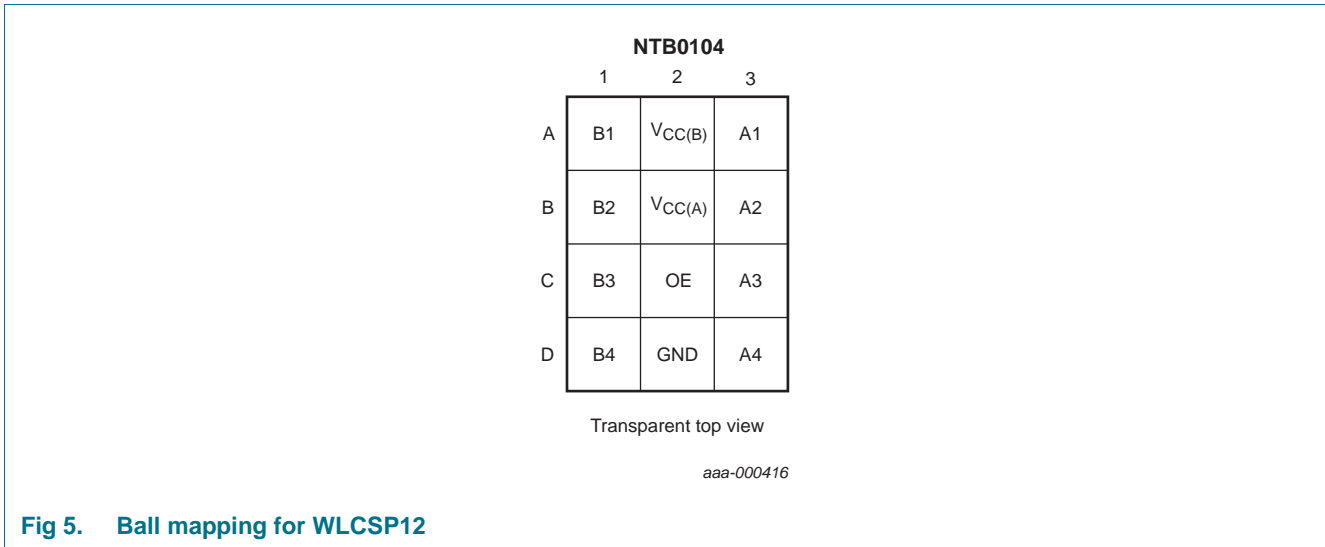 NTB0104
1 2 3
A B1 VCC(B) A1
B B2 VCC(A) A2
C B3 OE A3
D B4 GND A4
Transparent top view
aaa-000416
Fig 5. Ball mapping for WLCSP12